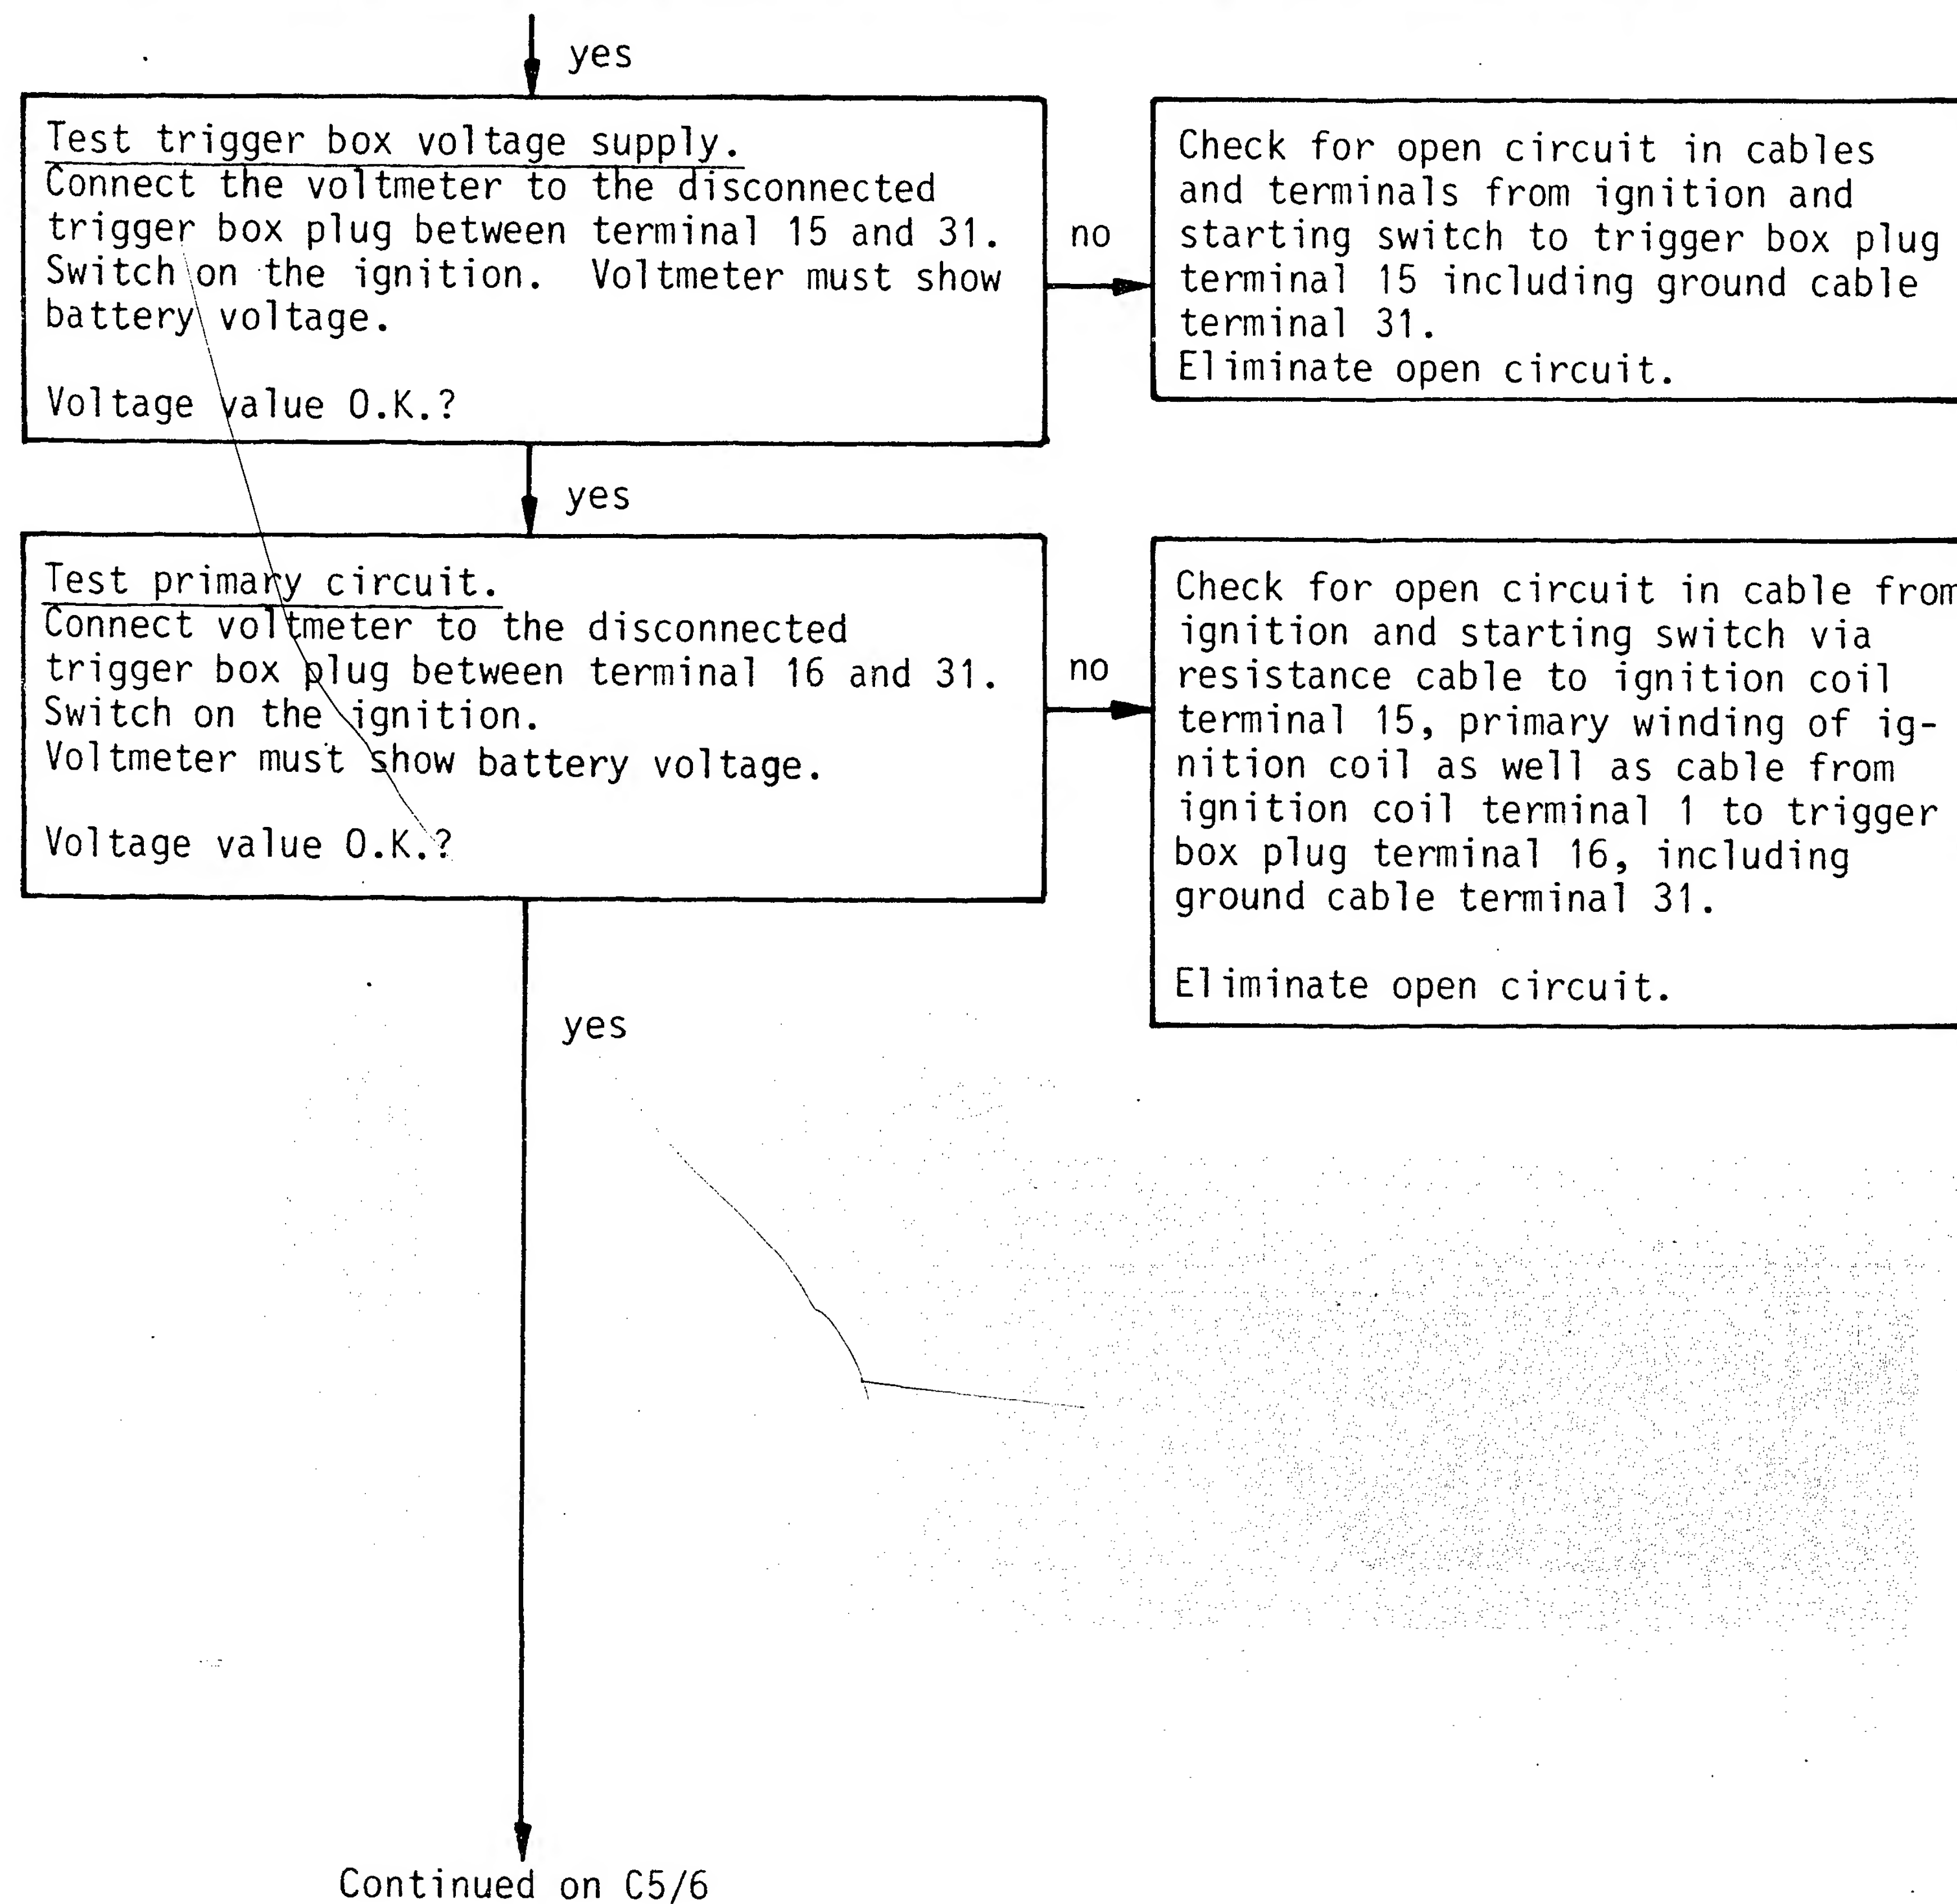 yes
Test trigger box voltage supply.
Connect the voltmeter to the disconnected
trigger box plug between terminal 15 and 31.
Switch on the ignition. Voltmeter must show
battery voltage.
Voltage value O.K.?
no
Check for open circuit in cables
and terminals from ignition and
starting switch to trigger box plug
terminal 15 including ground cable
terminal 31.
Eliminate open circuit.
yes
Test primary circuit.
Connect voltmeter to the disconnected
trigger box plug between terminal 16 and 31.
Switch on the ignition.
Voltmeter must show battery voltage.
Voltage value O.K.?
no
Check for open circuit in cable from
ignition and starting switch via
resistance cable to ignition coil
terminal 15, primary winding of ig-
nition coil as well as cable from
ignition coil terminal 1 to trigger
box plug terminal 16, including
ground cable terminal 31.
Eliminate open circuit.
yes
Continued on C5/6